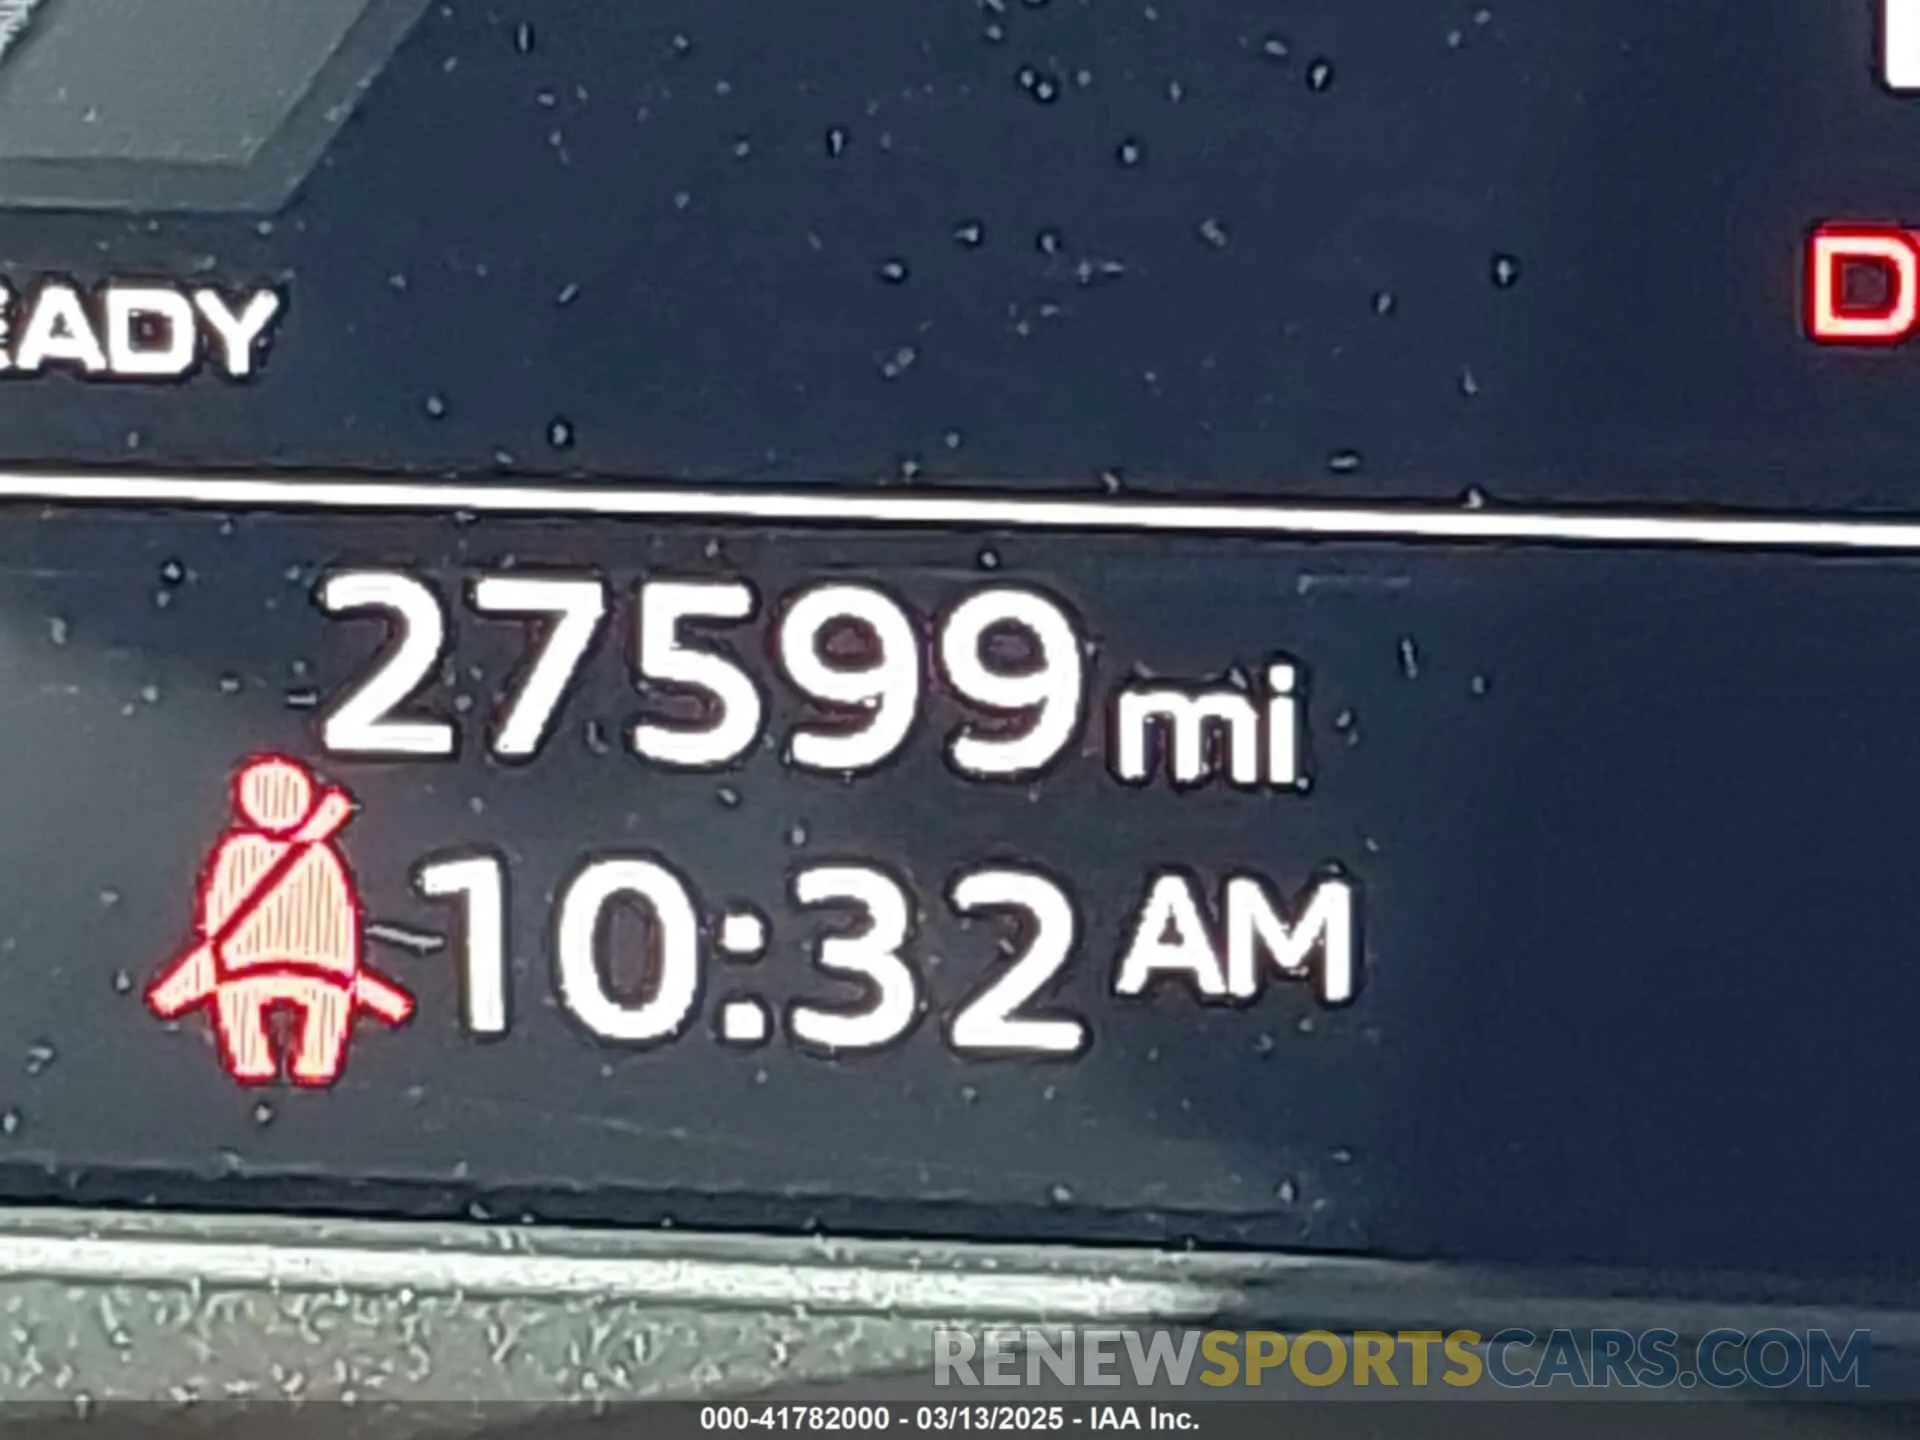 EADY
D
27599 mi
10:32 AM
RENEWSPORTSCARS.COM
000-41782000 - 03/13/2025 - IAA Inc.